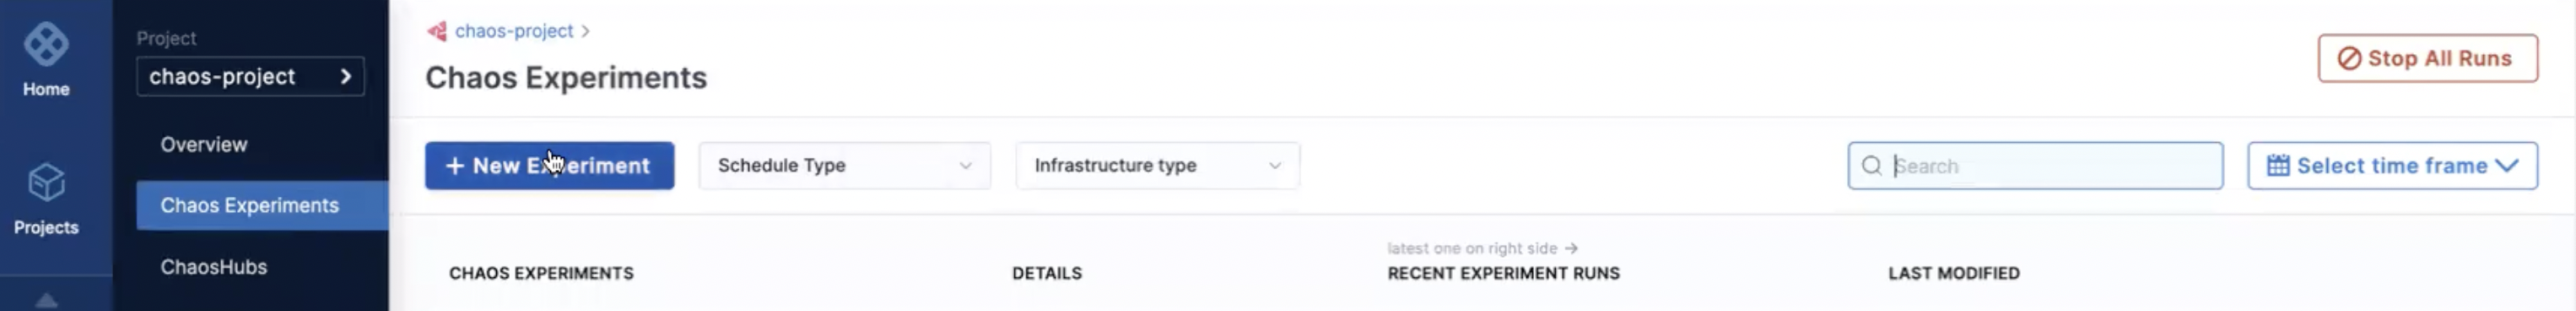 Home
Projects
Project
chaos-project
Overview
Chaos Experiments
ChaosHubs
chaos-project
Chaos Experiments
Stop All Runs
+ New Experiment
Schedule Type
Infrastructure type
Search
Select time frame
latest one on right side →
CHAOS EXPERIMENTS
DETAILS
RECENT EXPERIMENT RUNS
LAST MODIFIED